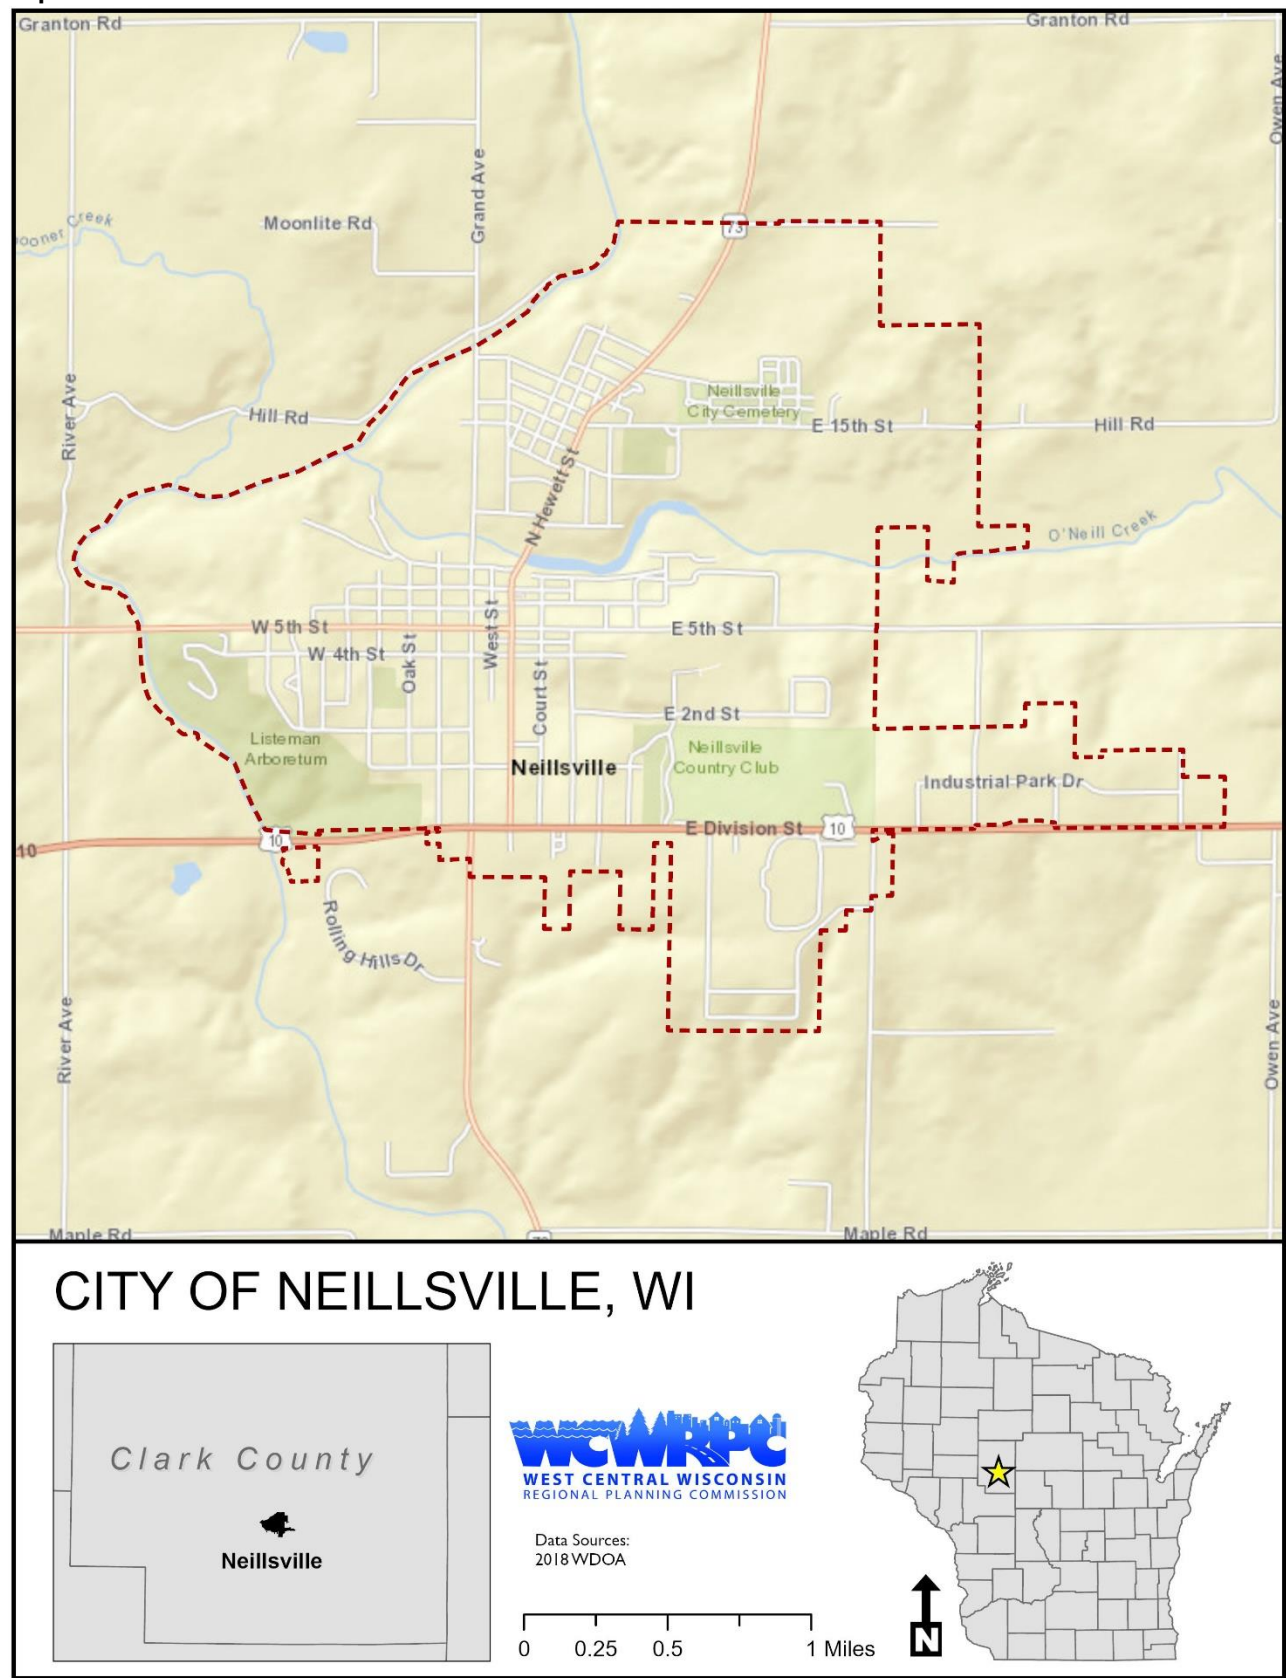 Granton Rd
Granton Rd
Owen Ave
Grand Ave
Moonlite Rd
Creek
73
River Ave
Hill Rd
Neillsville
City Cemetery
E 15th St
Hill Rd
N Hewett St
O'Neill Creek
W 5th St
E 5th St
W 4th St
Oak St
West St
Court St
E 2nd St
Listeman
Arboretum
Neillsville
Country Club
Neillsville
Industrial Park Dr
E Division St
10
10
10
Rolling Hills Dr
River Ave
Owen Ave
Maple Rd
Maple Rd
CITY OF NEILLSVILLE, WI
Clark County
Neillsville
WCWRPC
WEST CENTRAL WISCONSIN
REGIONAL PLANNING COMMISSION
Data Sources:
2018 WDOA
0 0.25 0.5 1 Miles
N